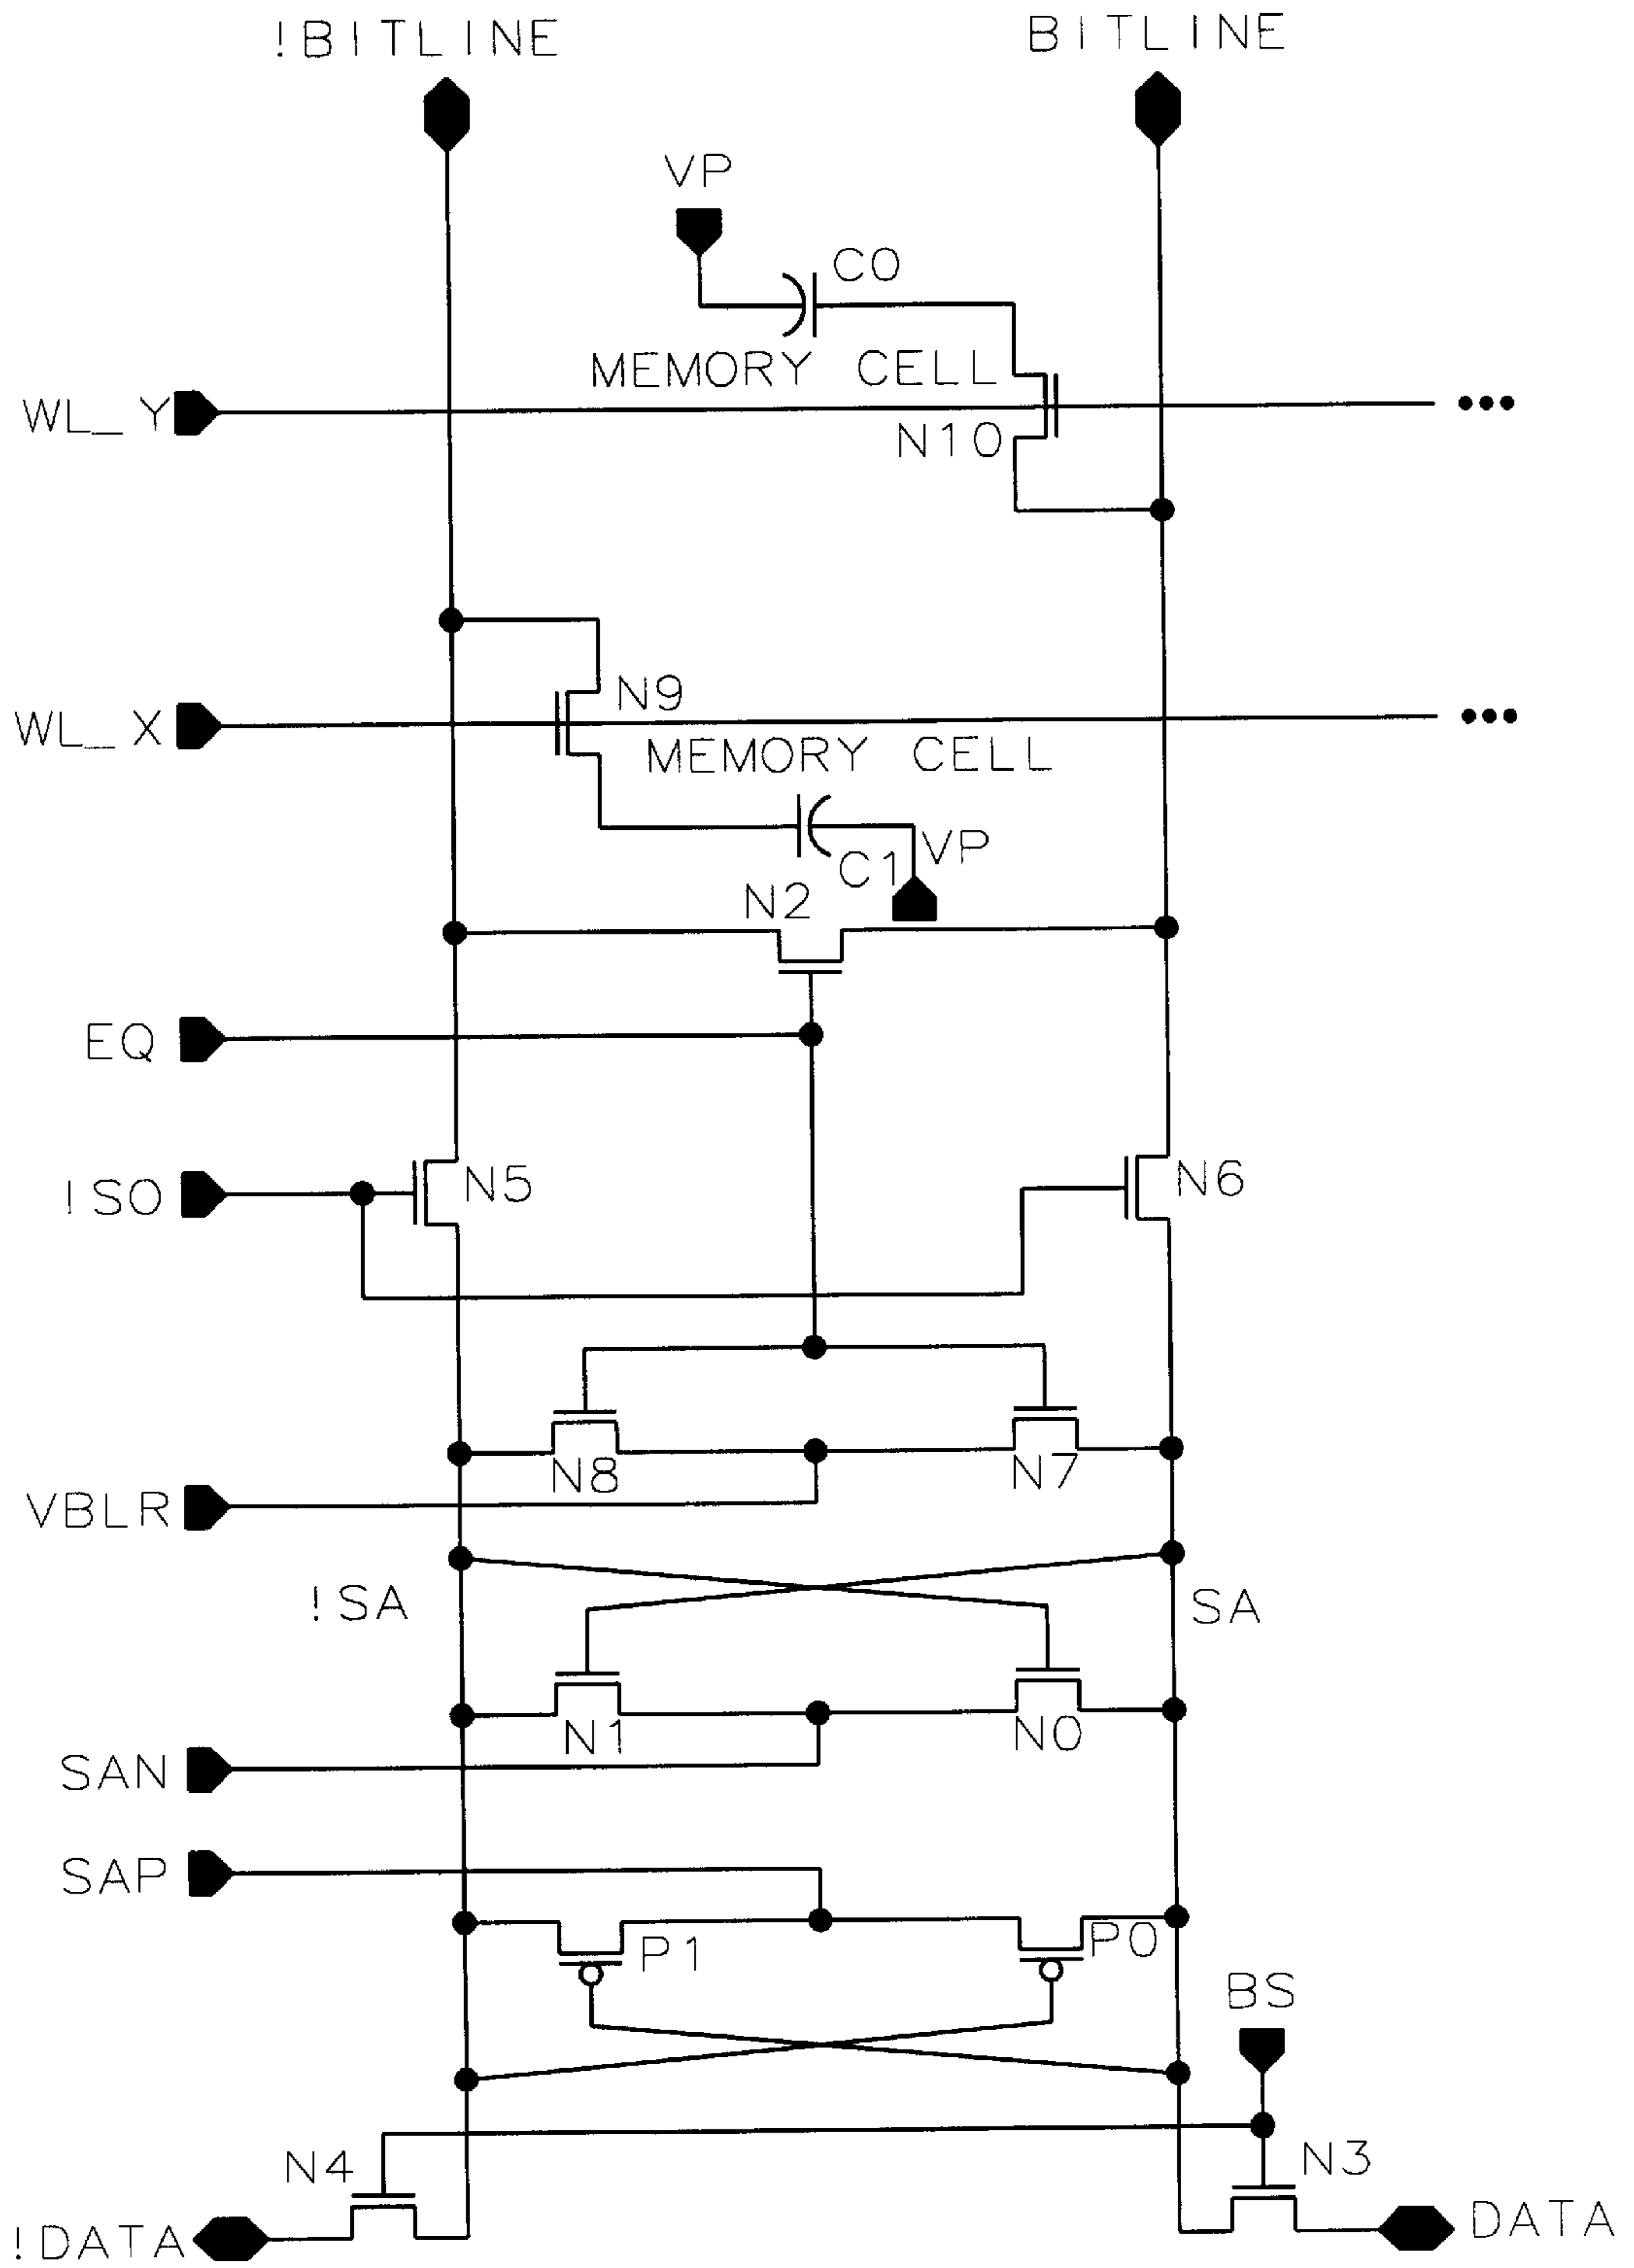 !BITLINE
BITLINE
VP
C0
MEMORY CELL
WL_Y
N10
N9
WL_X
MEMORY CELL
VP
C1
N2
EQ
ISO
N5
N6
N8
N7
VBLR
!SA
SA
N1
N0
SAN
SAP
P1
P0
BS
N4
N3
!DATA
DATA